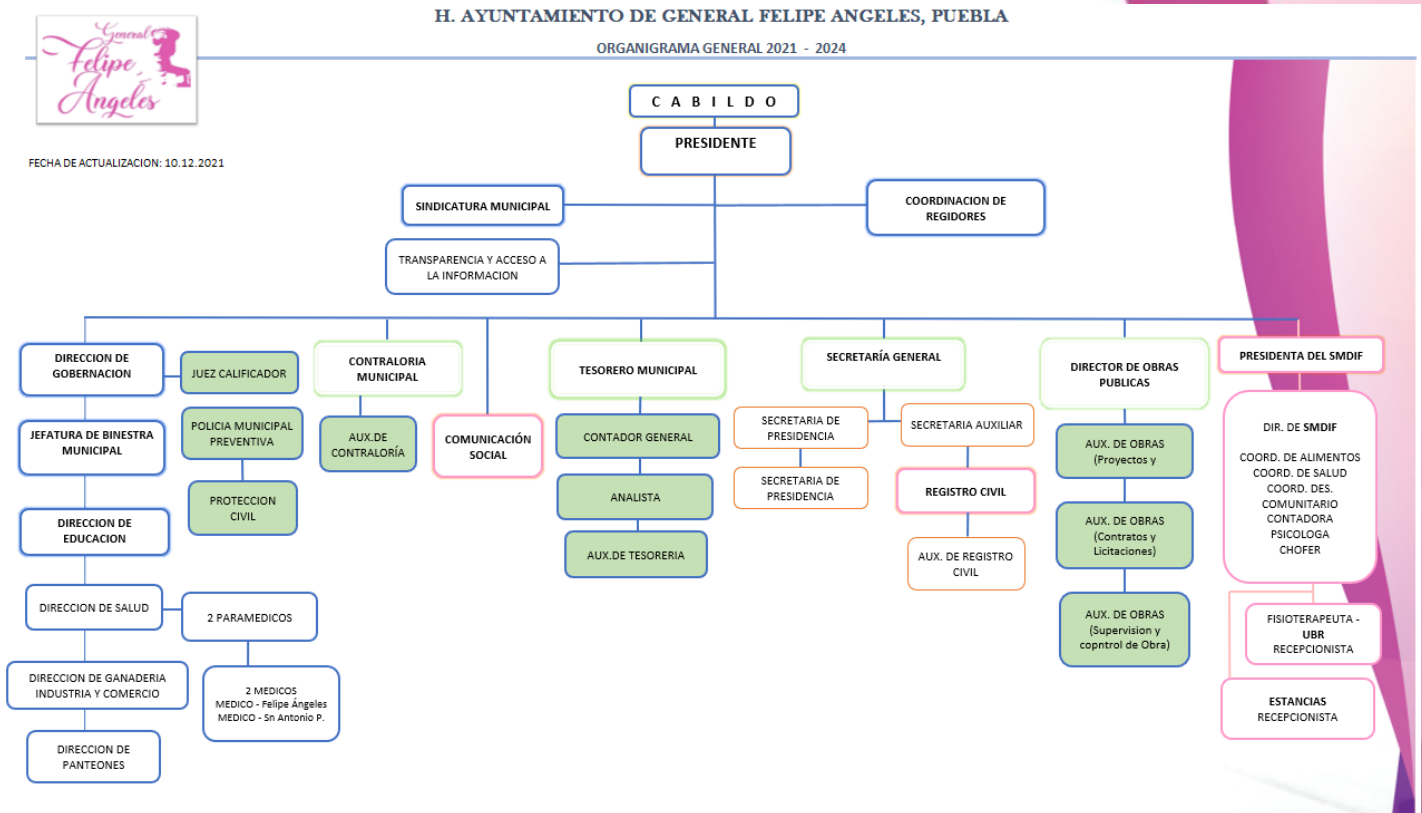 H. AYUNTAMIENTO DE GENERAL FELIPE ANGELES, PUEBLA
ORGANIGRAMA GENERAL 2021 - 2024
General
Felipe
Ángeles
FECHA DE ACTUALIZACION: 10.12.2021
C A B I L D O
PRESIDENTE
SINDICATURA MUNICIPAL
COORDINACION DE
REGIDORES
TRANSPARENCIA Y ACCESO A
LA INFORMACION
DIRECCION DE
GOBERNACION
JUEZ CALIFICADOR
JEFATURA DE BINESTRA
MUNICIPAL
POLICIA MUNICIPAL
PREVENTIVA
PROTECCION
CIVIL
DIRECCION DE
EDUCACION
DIRECCION DE SALUD
2 PARAMEDICOS
2 MEDICOS
MEDICO - Felipe Ángeles
MEDICO - Sn Antonio P.
DIRECCION DE GANADERIA
INDUSTRIA Y COMERCIO
DIRECCION DE
PANTEONES
CONTRALORIA
MUNICIPAL
AUX.DE
CONTRALORÍA
COMUNICACIÓN
SOCIAL
TESORERO MUNICIPAL
CONTADOR GENERAL
ANALISTA
AUX.DE TESORERIA
SECRETARÍA GENERAL
SECRETARIA DE
PRESIDENCIA
SECRETARIA DE
PRESIDENCIA
SECRETARIA AUXILIAR
REGISTRO CIVIL
AUX. DE REGISTRO
CIVIL
DIRECTOR DE OBRAS
PUBLICAS
AUX. DE OBRAS
(Proyectos y
AUX. DE OBRAS
(Contratos y
Licitaciones)
AUX. DE OBRAS
(Supervision y
copntrol de Obra)
PRESIDENTA DEL SMDIF
DIR. DE SMDIF
COORD. DE ALIMENTOS
COORD. DE SALUD
COORD. DES.
COMUNITARIO
CONTADORA
PSICOLOGA
CHOFER
FISIOTERAPEUTA -
UBR
RECEPCIONISTA
ESTANCIAS
RECEPCIONISTA